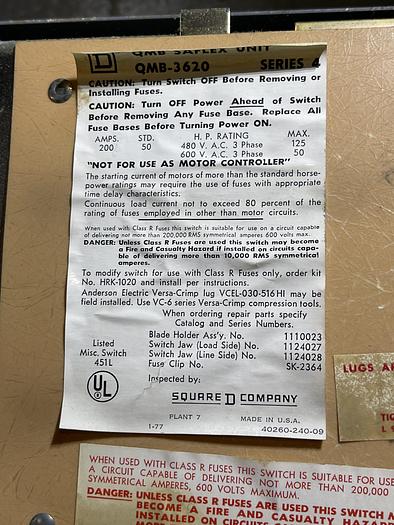 D
QMB SAFLEX UNIT
QMB-3620 SERIES 4
CAUTION: Turn Switch OFF Before Removing or
Installing Fuses.
CAUTION: Turn OFF Power Ahead of Switch
Before Removing Any Fuse Base. Replace All
Fuse Bases Before Turning Power ON.
AMPS. STD. H. P. RATING MAX.
200 50 480 V. A.C. 3 Phase 125
50 600 V. A.C. 3 Phase 50
"NOT FOR USE AS MOTOR CONTROLLER"
The starting current of motors of more than the standard horse-
power ratings may require the use of fuses with appropriate
time delay characteristics.
Continuous load current not to exceed 80 percent of the
rating of fuses employed in other than motor circuits.
When used with Class R Fuses this switch is suitable for use on a circuit capable
of delivering not more than 200,000 RMS symmetrical amperes 600 volts max.
DANGER: Unless Class R Fuses are used this switch may become
a Fire and Casualty Hazard if installed on circuits capa-
ble of delivering more than 10,000 RMS symmetrical
amperes.
To modify switch for use with Class R Fuses only, order kit
No. HRK-1020 and install per instructions.
Anderson Electric Versa-Crimp lug VCEL-030-516HI may be
field installed. Use VC-6 series Versa-Crimp compression tools.
When ordering repair parts specify
Catalog and Series Numbers.
Blade Holder Ass'y. No. 1110023
Switch Jaw (Load Side) No. 1124027
Switch Jaw (Line Side) No. 1124028
Fuse Clip No. SK-2364
Listed
Misc. Switch
451L
UL
Inspected by:
SQUARE D COMPANY
PLANT 7 MADE IN U.S.A.
1-77 40260-240-09
LUGS
WHEN USED WITH CLASS R FUSES THIS SWITCH IS SUITABLE FOR USE
A CIRCUIT CAPABLE OF DELIVERING NOT MORE THAN 200,000
SYMMETRICAL AMPERES, 600 VOLTS MAXIMUM.
DANGER: UNLESS CLASS R FUSES ARE USED THIS SWITCH
BECOME A FIRE AND CASUALTY
INSTALLED ON CIRCUITS